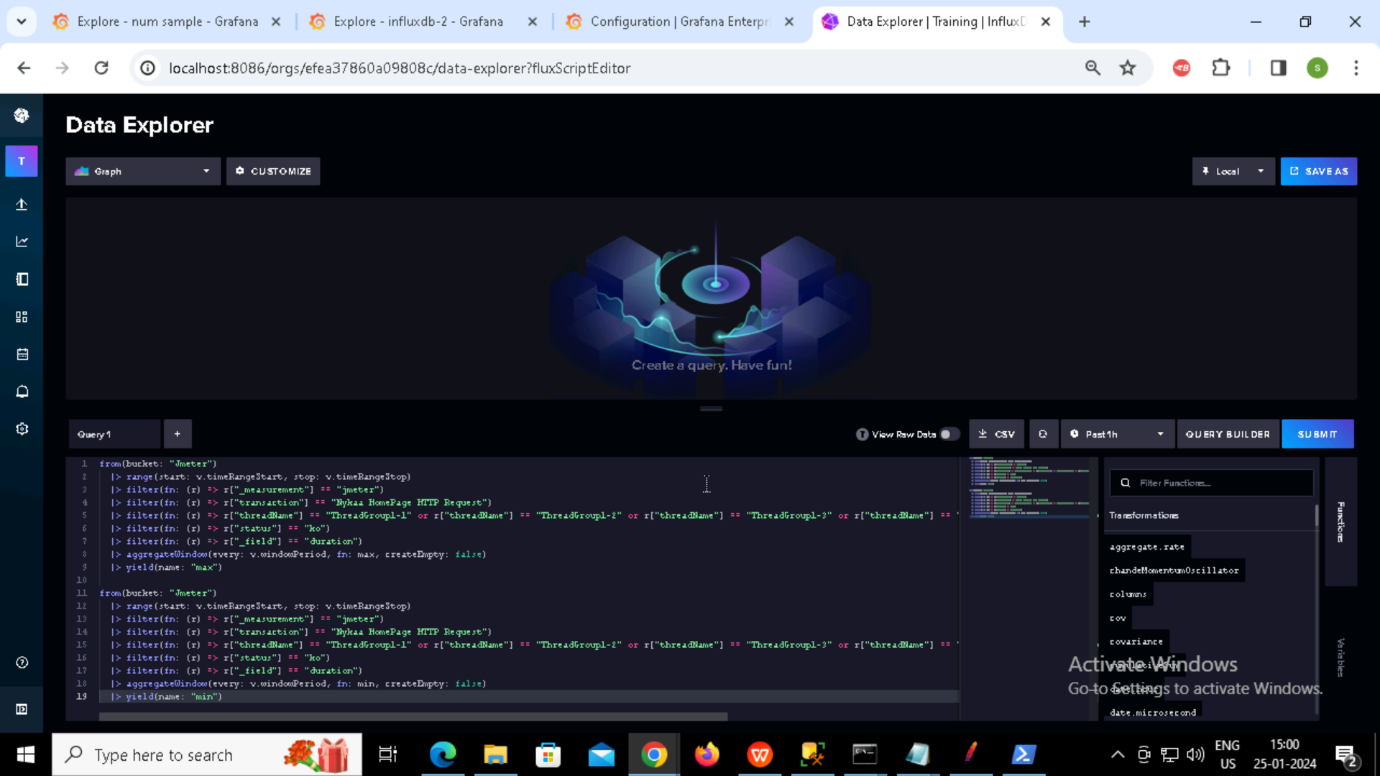 Explore - num sample - Grafana
Explore - influxdb-2 - Grafana
Configuration | Grafana Enterpr
Data Explorer | Training | InfluxD
localhost:8086/orgs/efea37860a09808c/data-explorer?fluxScriptEditor
S
T
Data Explorer
Graph
CUSTOMIZE
Local
SAVE AS
Create a query. Have fun!
Query 1
+
View Raw Data
CSV
Past 1h
QUERY BUILDER
SUBMIT
1 from(bucket: "Jmeter")
2 |> range(start: v.timeRangeStart, stop: v.timeRangeStop)
3 |> filter(fn: (r) => r["_measurement"] == "jmeter")
4 |> filter(fn: (r) => r["transaction"] == "Nykaa HomePage HTTP Request")
5 |> filter(fn: (r) => r["threadName"] == "ThreadGroup1-1" or r["threadName"] == "ThreadGroup1-2" or r["threadName"] == "ThreadGroup1-3" or r["threadName"] == "
6 |> filter(fn: (r) => r["status"] == "ko")
7 |> filter(fn: (r) => r["_field"] == "duration")
8 |> aggregateWindow(every: v.windowPeriod, fn: max, createEmpty: false)
9 |> yield(name: "max")
10
11 from(bucket: "Jmeter")
12 |> range(start: v.timeRangeStart, stop: v.timeRangeStop)
13 |> filter(fn: (r) => r["_measurement"] == "jmeter")
14 |> filter(fn: (r) => r["transaction"] == "Nykaa HomePage HTTP Request")
15 |> filter(fn: (r) => r["threadName"] == "ThreadGroup1-1" or r["threadName"] == "ThreadGroup1-2" or r["threadName"] == "ThreadGroup1-3" or r["threadName"] == "
16 |> filter(fn: (r) => r["status"] == "ko")
17 |> filter(fn: (r) => r["_field"] == "duration")
18 |> aggregateWindow(every: v.windowPeriod, fn: min, createEmpty: false)
19 |> yield(name: "min")
Filter Functions...
Transformations
aggregate.rate
chandeMomentumOscillator
columns
cov
covariance
date.microsecond
Functions
Variables
Activate Windows
Go to Settings to activate Windows.
Type here to search
ENG
US
15:00
25-01-2024
2